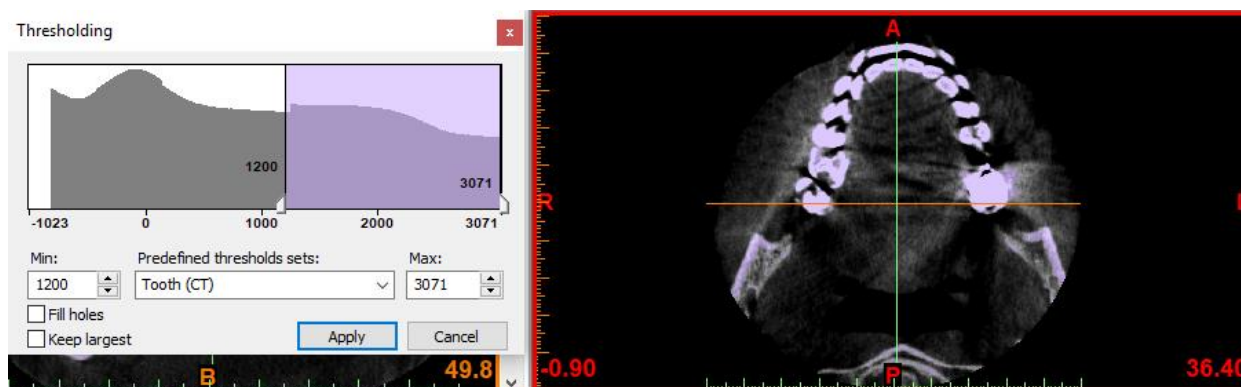 Thresholding
x
1200
3071
-1023 0 1000 2000 3071
Min: Predefined thresholds sets: Max:
1200 Tooth (CT) 3071
Fill holes
Keep largest
Apply Cancel
B 49.8
A
R
-0.90 P 36.40